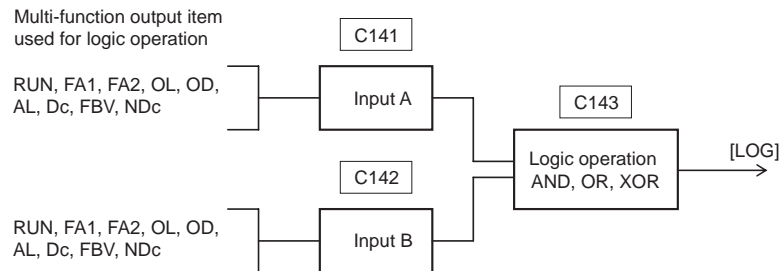 Multi-function output item
used for logic operation
C141
RUN, FA1, FA2, OL, OD,
AL, Dc, FBV, NDc
Input A
C143
Logic operation
AND, OR, XOR
[LOG]
C142
RUN, FA1, FA2, OL, OD,
AL, Dc, FBV, NDc
Input B